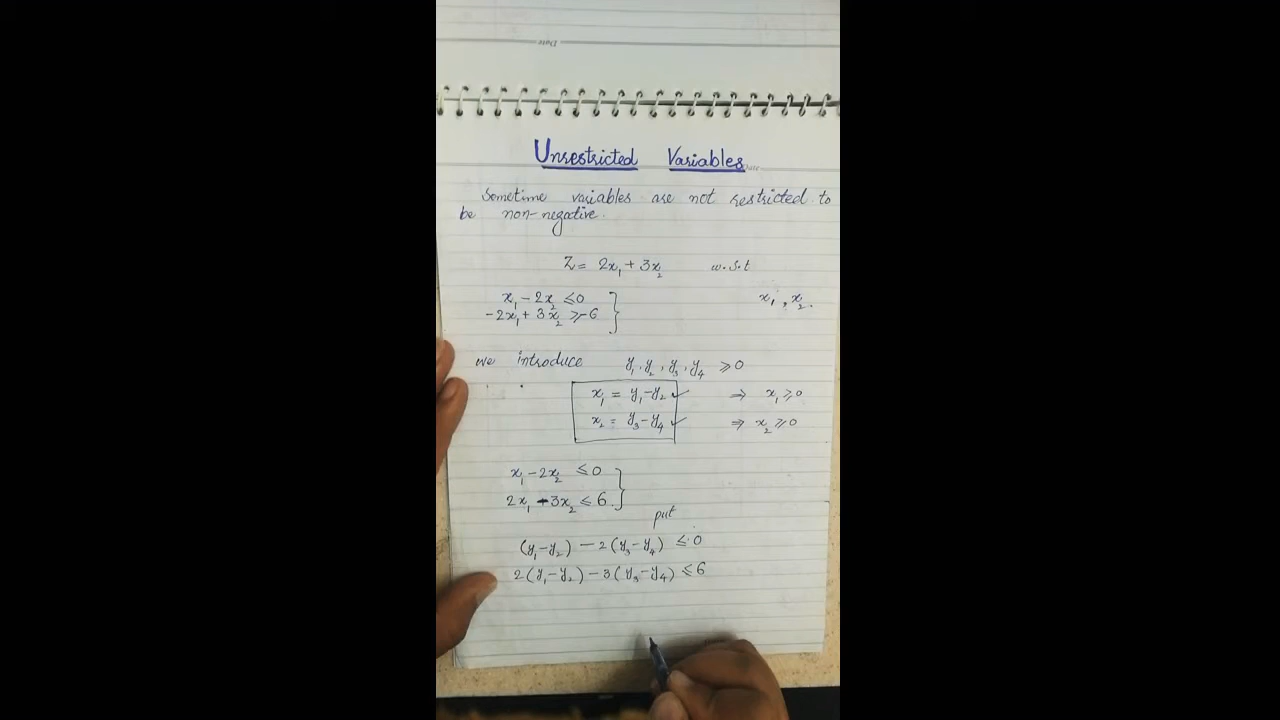 Date
Unrestricted Variables
Date
Sometime variables are not restricted to
be non-negative.
Z = 2x₁ + 3x₂ w.s.t
x₁ - 2x₂ ≤ 0
x₁, x₂.
-2x₁ + 3x₂ ≥ -6
we introduce y₁, y₂, y₃, y₄ ≥ 0
x₁ = y₁-y₂ ✓ ⇒ x₁ ≥ 0
x₂ = y₃-y₄ ✓ ⇒ x₂ ≥ 0
x₁ - 2x₂ ≤ 0
2x₁ - 3x₂ ≤ 6.
put
(y₁-y₂) - 2(y₃-y₄) ≤ 0
2(y₁-y₂) - 3(y₃-y₄) ≤ 6